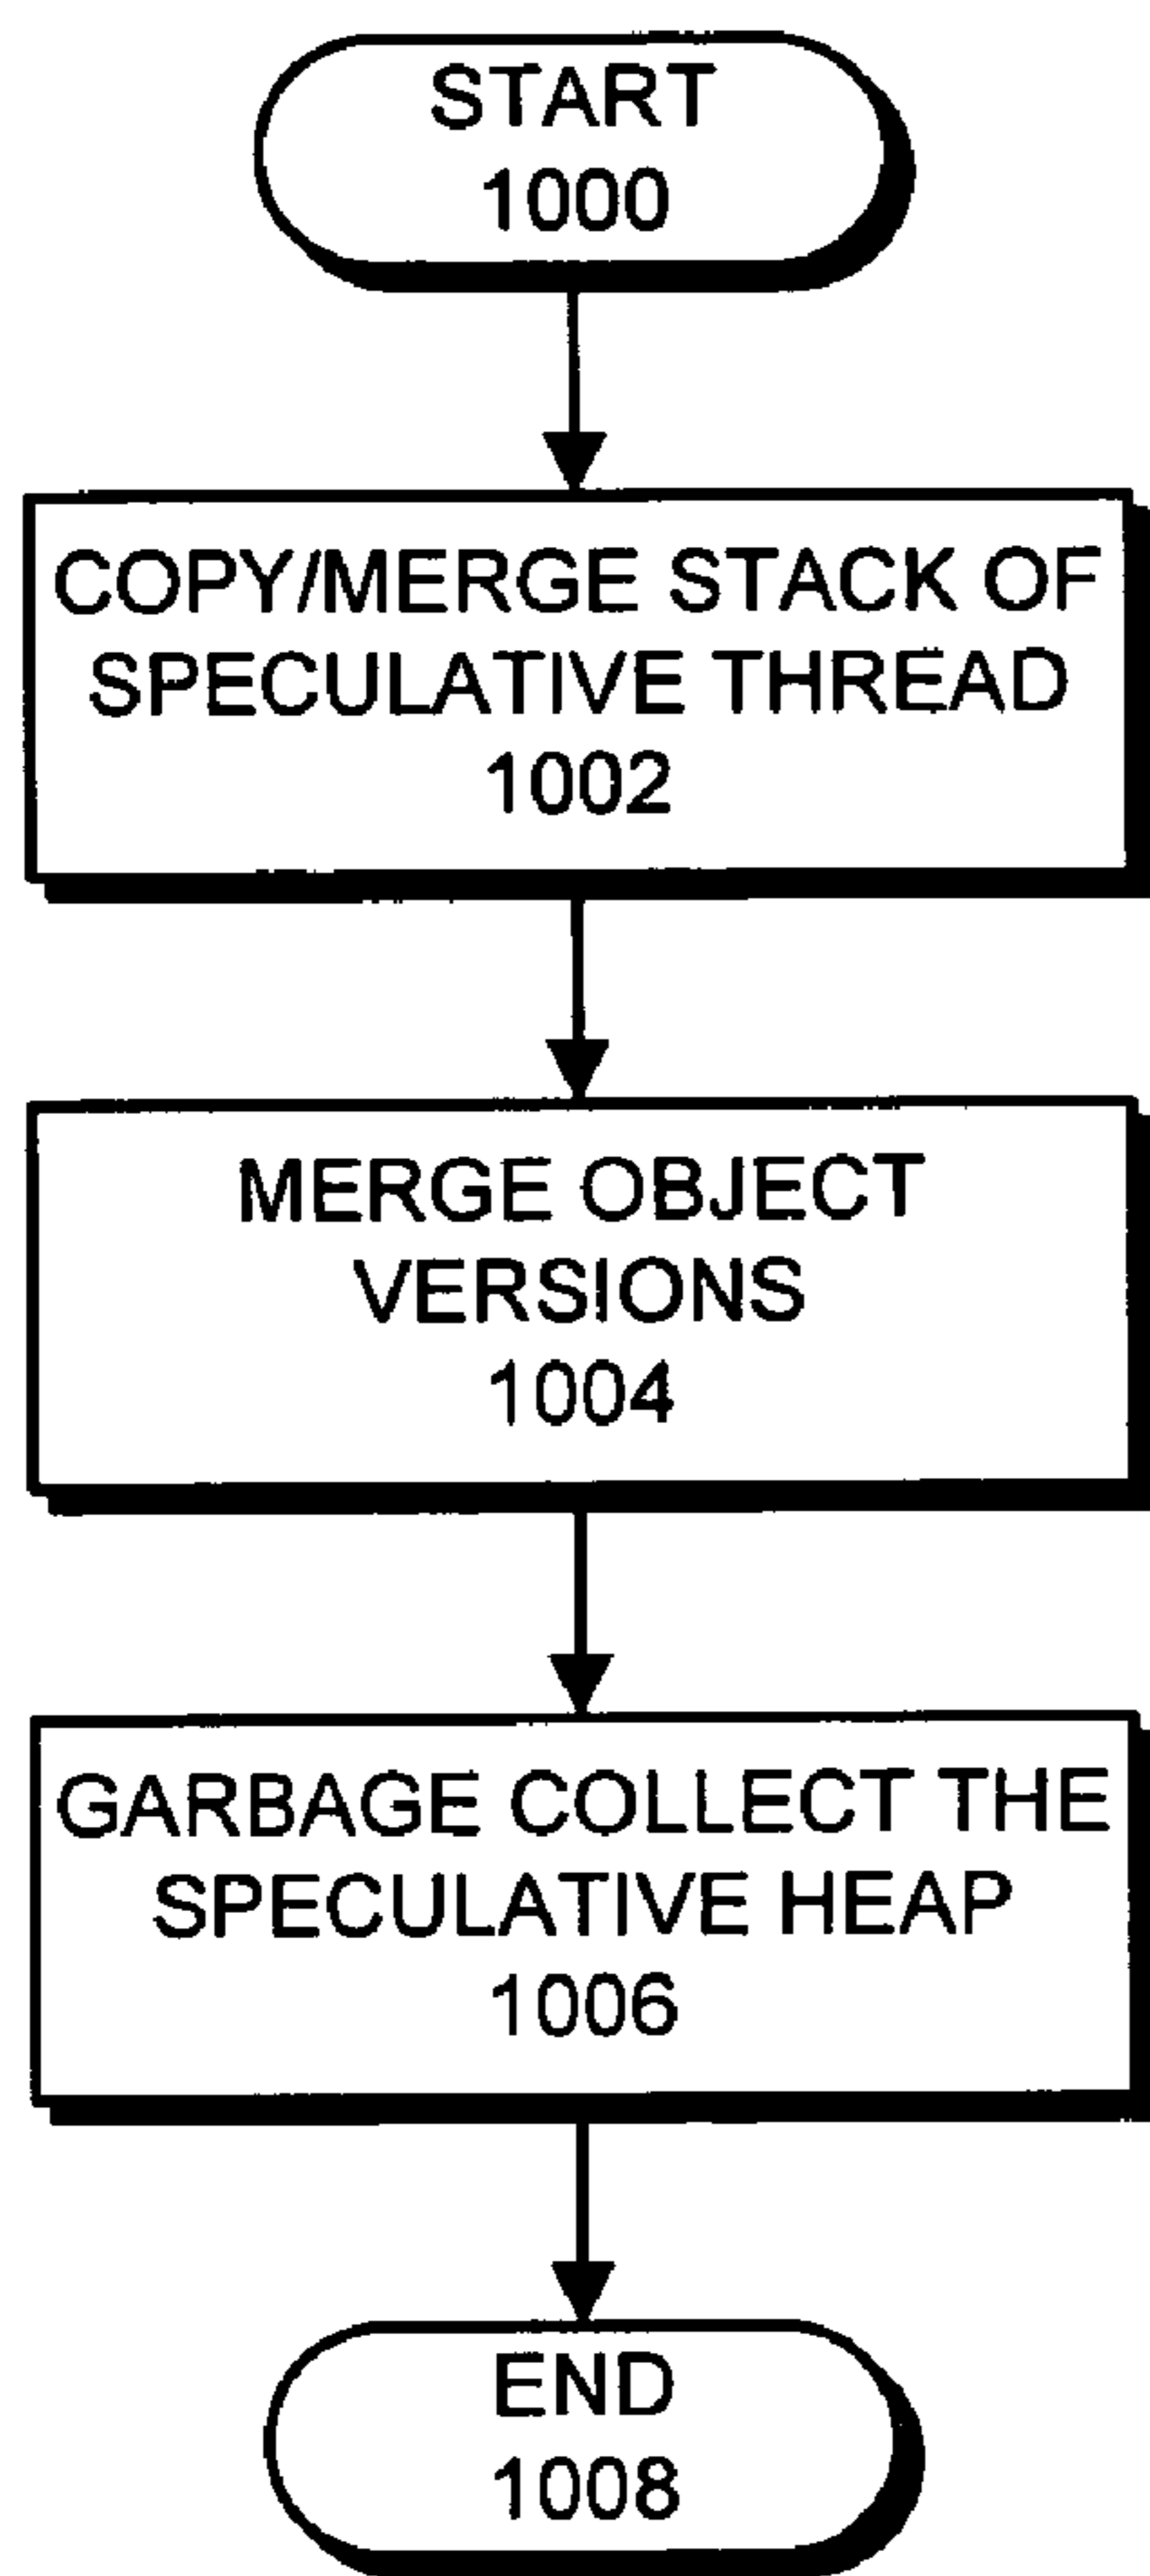 START
1000
COPY/MERGE STACK OF
SPECULATIVE THREAD
1002
MERGE OBJECT
VERSIONS
1004
GARBAGE COLLECT THE
SPECULATIVE HEAP
1006
END
1008